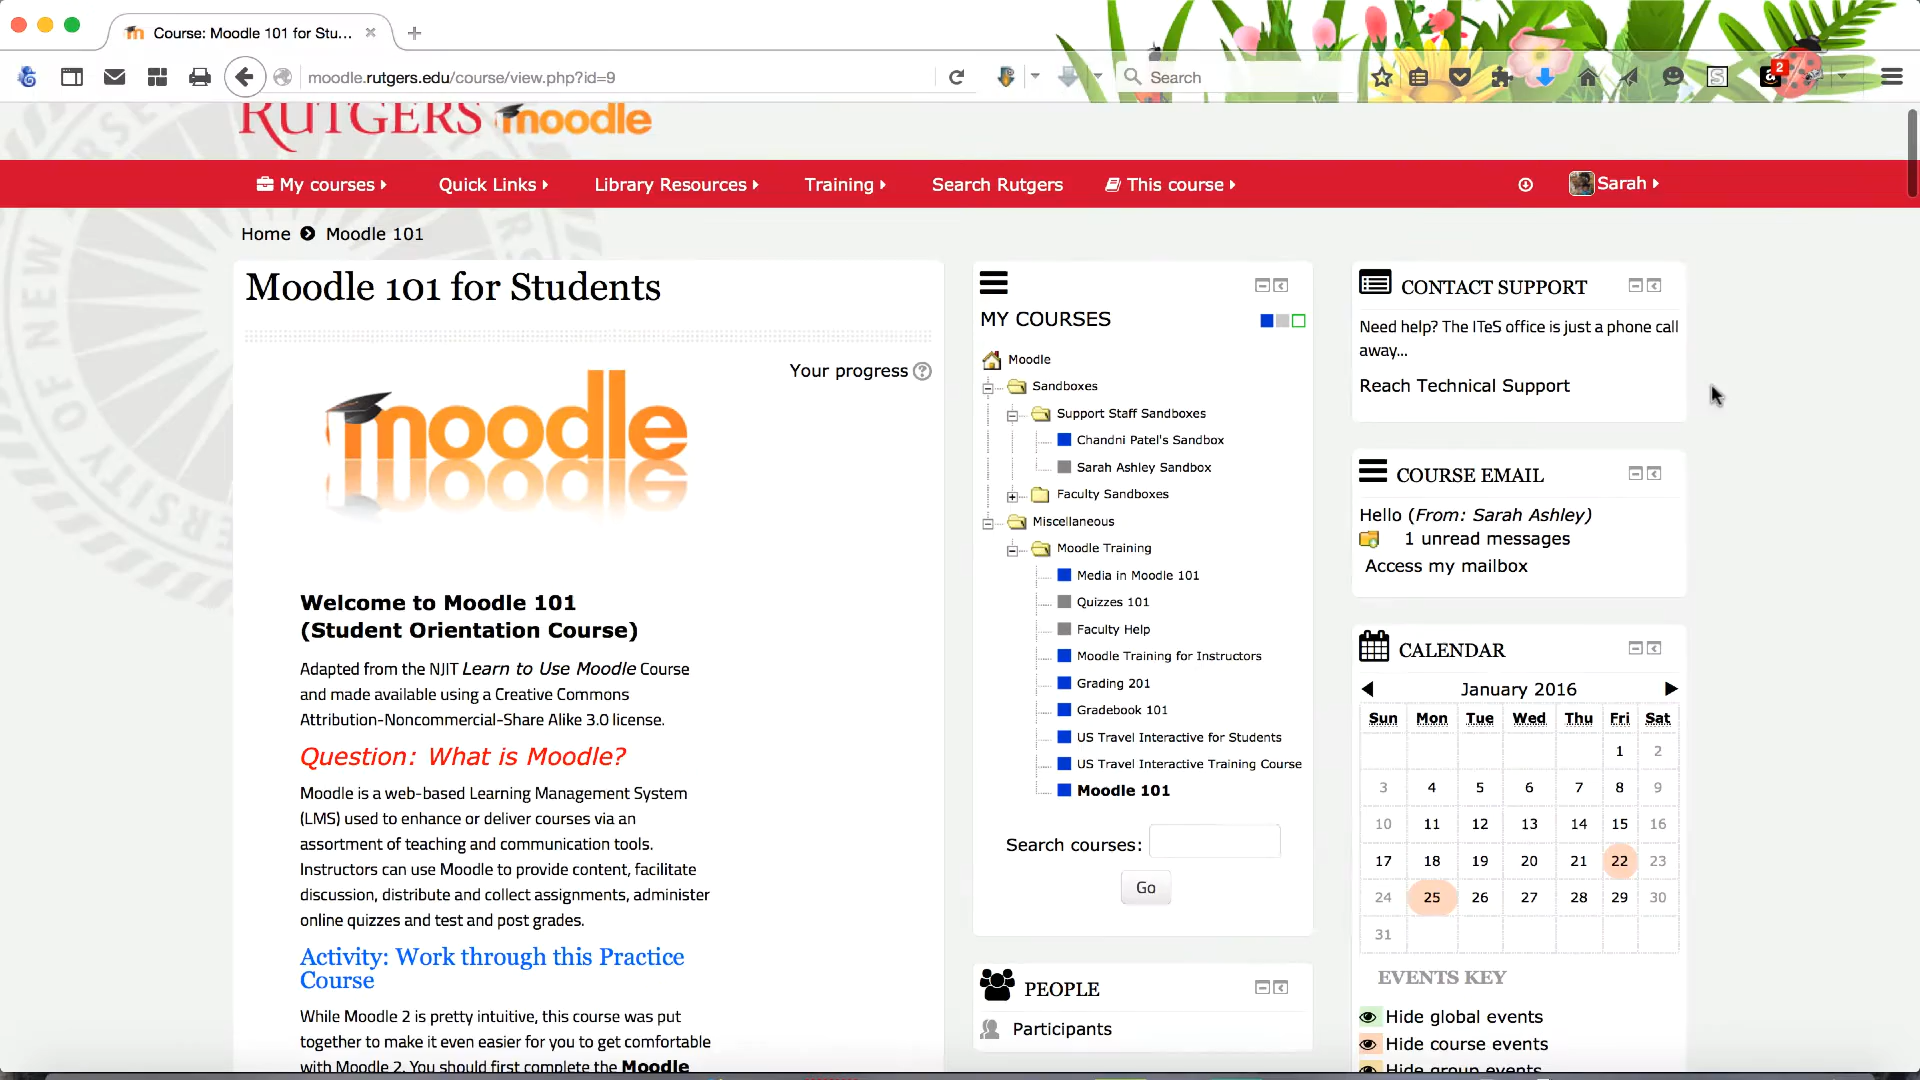 Course: Moodle 101 for Stu...
moodle.rutgers.edu/course/view.php?id=9
Search
2
RUTGERS moodle
My courses
Quick Links
Library Resources
Training
Search Rutgers
This course
Sarah
Home
Moodle 101
Moodle 101 for Students
Your progress
moodle
Welcome to Moodle 101
(Student Orientation Course)
Adapted from the NJIT Learn to Use Moodle Course
and made available using a Creative Commons
Attribution-Noncommercial-Share Alike 3.0 license.
Question: What is Moodle?
Moodle is a web-based Learning Management System
(LMS) used to enhance or deliver courses via an
assortment of teaching and communication tools.
Instructors can use Moodle to provide content, facilitate
discussion, distribute and collect assignments, administer
online quizzes and test and post grades.
Activity: Work through this Practice
Course
While Moodle 2 is pretty intuitive, this course was put
together to make it even easier for you to get comfortable
with Moodle 2. You should first complete the Moodle
MY COURSES
Moodle
Sandboxes
Support Staff Sandboxes
Chandni Patel's Sandbox
Sarah Ashley Sandbox
Faculty Sandboxes
Miscellaneous
Moodle Training
Media in Moodle 101
Quizzes 101
Faculty Help
Moodle Training for Instructors
Grading 201
Gradebook 101
US Travel Interactive for Students
US Travel Interactive Training Course
Moodle 101
Search courses:
Go
PEOPLE
Participants
CONTACT SUPPORT
Need help? The ITeS office is just a phone call
away...
Reach Technical Support
COURSE EMAIL
Hello (From: Sarah Ashley)
1 unread messages
Access my mailbox
CALENDAR
January 2016
Sun Mon Tue Wed Thu Fri Sat
1 2
3 4 5 6 7 8 9
10 11 12 13 14 15 16
17 18 19 20 21 22 23
24 25 26 27 28 29 30
31
EVENTS KEY
Hide global events
Hide course events
Hide group events